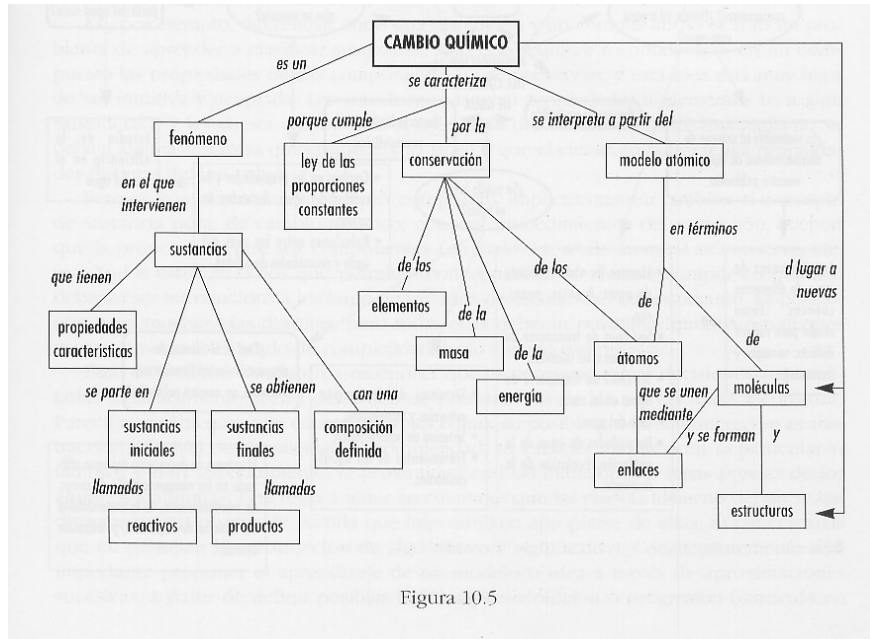 CAMBIO QUÍMICO
es un
se caracteriza
porque cumple
por la
se interpreta a partir del
fenómeno
ley de las
proporciones
constantes
conservación
modelo atómico
en el que
intervienen
en términos
sustancias
que tienen
de los
de los
d lugar a
nuevas
elementos
de la
de
propiedades
características
masa
de la
átomos
de
se parte en
se obtienen
con una
energía
que se unen
mediante
moléculas
sustancias
iniciales
sustancias
finales
composición
definida
y se forman
y
enlaces
llamadas
llamadas
reactivos
productos
estructuras
Figura 10.5